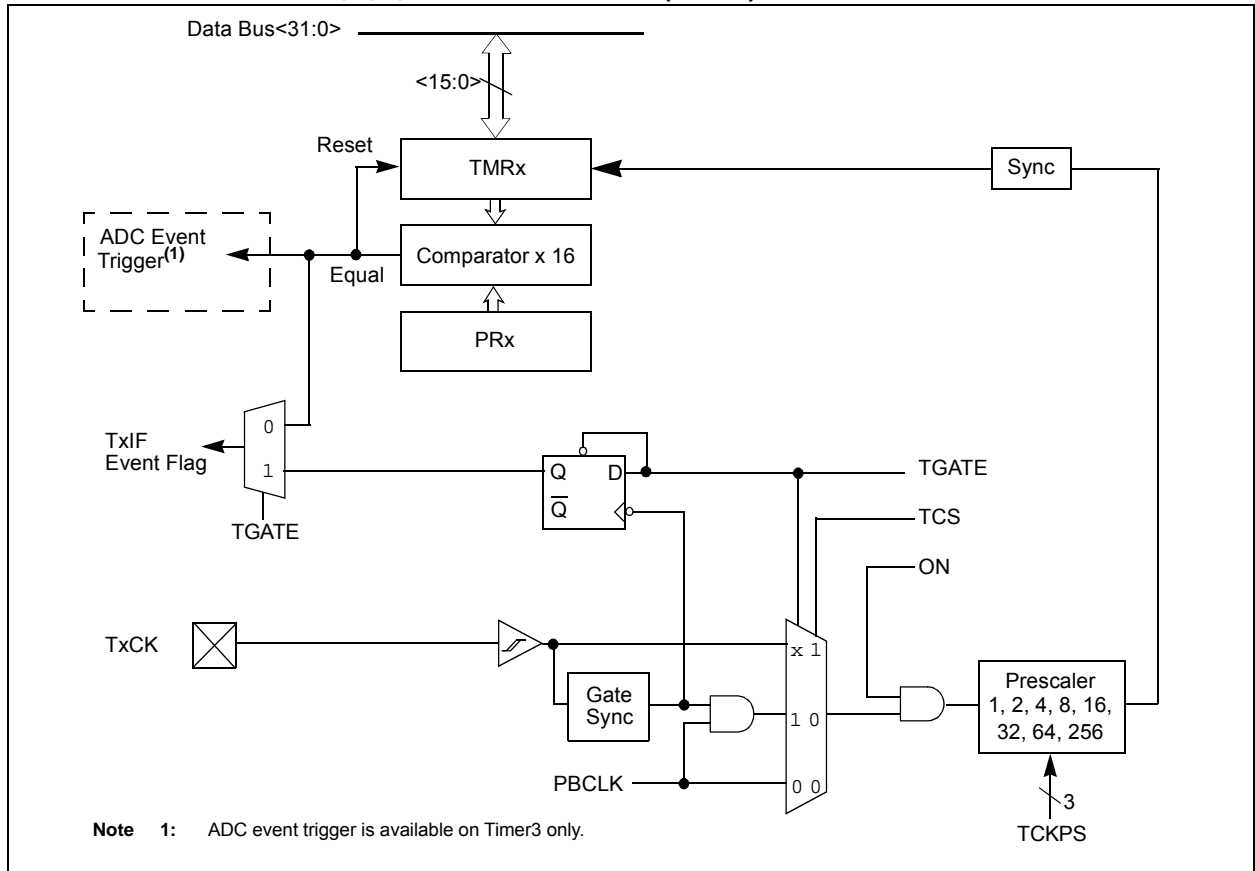 Data Bus<31:0>
<15:0>
Reset
TMRx
Sync
ADC Event
Trigger(1)
Equal
Comparator x 16
PRx
TxIF
Event Flag
0
1
TGATE
Q
D
Q
TGATE
TCS
ON
TxCK
x 1
Gate
Sync
1 0
Prescaler
1, 2, 4, 8, 16,
32, 64, 256
PBCLK
0 0
3
TCKPS
Note 1: ADC event trigger is available on Timer3 only.